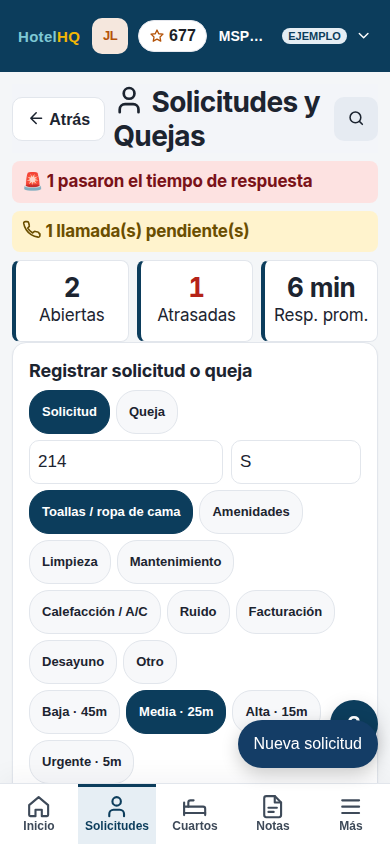 HotelHQ JL 677 MSP... EJEMPLO
Atrás
Solicitudes y
Quejas
🚨 1 pasaron el tiempo de respuesta
1 llamada(s) pendiente(s)
2 1 6 min
Abiertas Atrasadas Resp. prom.
Registrar solicitud o queja
Solicitud Queja
214 S
Toallas / ropa de cama Amenidades
Limpieza Mantenimiento
Calefacción / A/C Ruido Facturación
Desayuno Otro
Baja · 45m Media · 25m Alta · 15m
Nueva solicitud
Urgente · 5m
Inicio Solicitudes Cuartos Notas Más